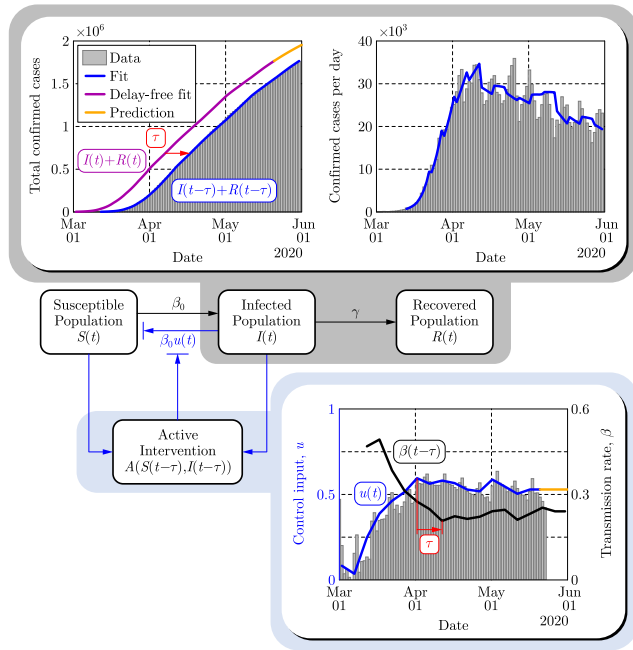 ×10⁶
2
1.5
1
0.5
0
Total confirmed cases
Data
Fit
Delay-free fit
Prediction
τ
I(t)+R(t)
I(t−τ)+R(t−τ)
Mar
01
Apr
01
May
01
Jun
01
2020
Date
×10³
40
30
20
10
0
Confirmed cases per day
Mar
01
Apr
01
May
01
Jun
01
2020
Date
Susceptible
Population
S(t)
β₀
Infected
Population
I(t)
γ
Recovered
Population
R(t)
β₀u(t)
Active
Intervention
A(S(t−τ),I(t−τ))
1
0.5
0
Control input, u
β(t−τ)
u(t)
τ
0.6
0.3
0
Transmission rate, β
Mar
01
Apr
01
May
01
Jun
01
2020
Date